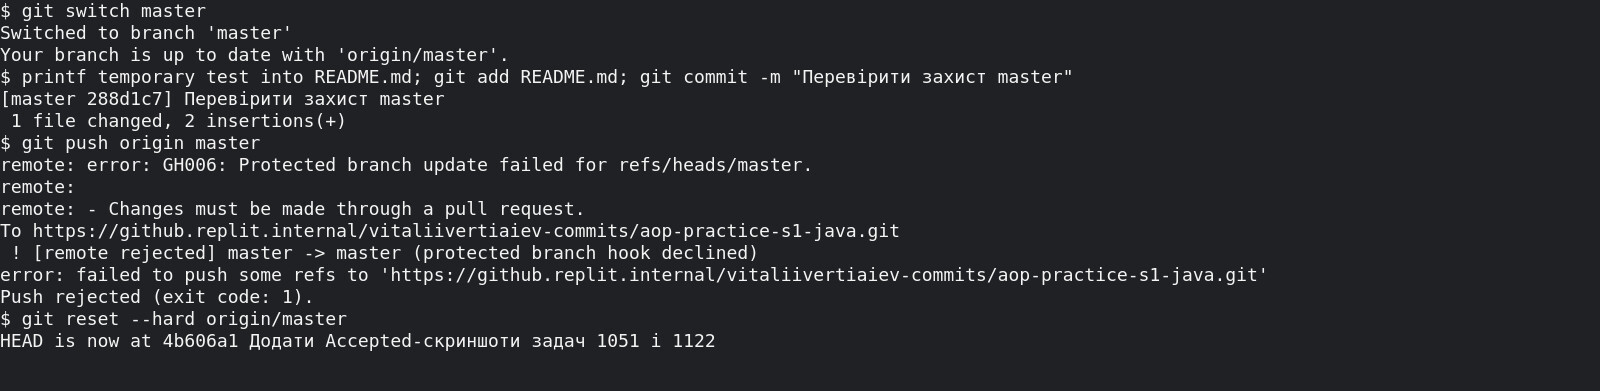 $ git switch master
Switched to branch 'master'
Your branch is up to date with 'origin/master'.
$ printf temporary test into README.md; git add README.md; git commit -m "Перевірити захист master"
[master 288d1c7] Перевірити захист master
 1 file changed, 2 insertions(+)
$ git push origin master
remote: error: GH006: Protected branch update failed for refs/heads/master.
remote:
remote: - Changes must be made through a pull request.
To https://github.replit.internal/vitaliivertiaiev-commits/aop-practice-s1-java.git
 ! [remote rejected] master -> master (protected branch hook declined)
error: failed to push some refs to 'https://github.replit.internal/vitaliivertiaiev-commits/aop-practice-s1-java.git'
Push rejected (exit code: 1).
$ git reset --hard origin/master
HEAD is now at 4b606a1 Додати Accepted-скриншоти задач 1051 і 1122